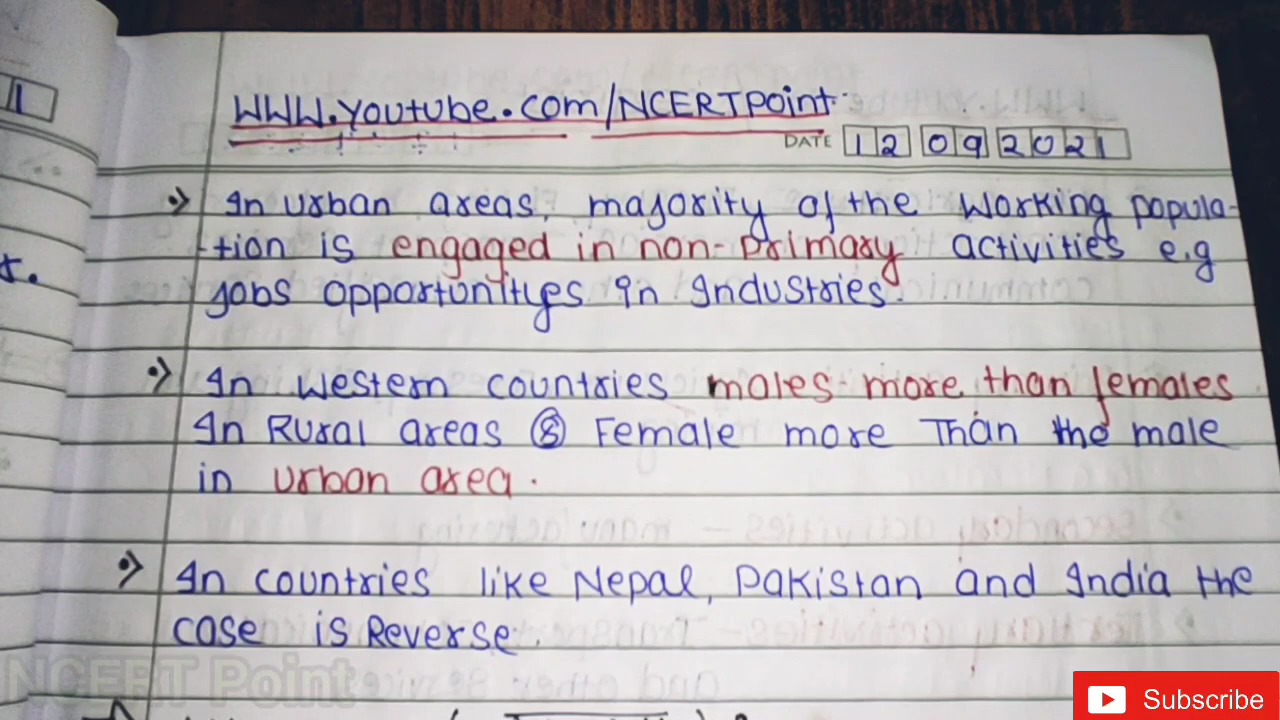 1
WWW.Youtube.com/NCERTPoint
DATE 12 09 2021
In urban areas, majority of the working popula-
-tion is engaged in non-primary activities e.g
jobs opportunityes in Industries.
In western countries males more than females
In Rural areas & Female more Than the male
in urban area.
In countries like Nepal, Pakistan and India the
case is Reverse.
NCERT Point
Subscribe